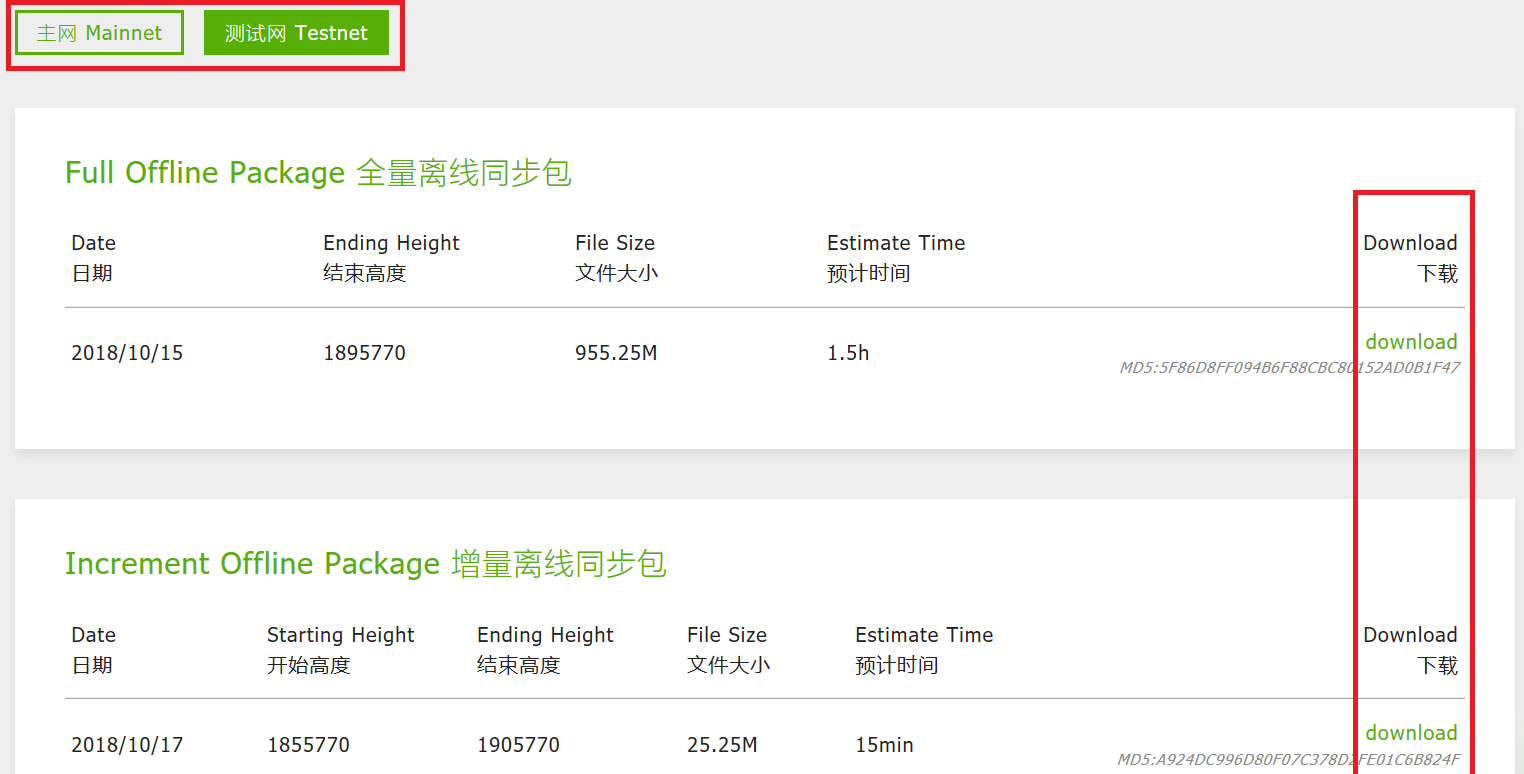 主网 Mainnet 测试网 Testnet
Full Offline Package 全量离线同步包
Date Ending Height File Size Estimate Time Download
日期 结束高度 文件大小 预计时间 下载
2018/10/15 1895770 955.25M 1.5h download
MD5:5F86D8FF094B6F88CBC80152AD0B1F47
Increment Offline Package 增量离线同步包
Date Starting Height Ending Height File Size Estimate Time Download
日期 开始高度 结束高度 文件大小 预计时间 下载
2018/10/17 1855770 1905770 25.25M 15min download
MD5:A924DC996D80F07C378D2FE01C6B824F